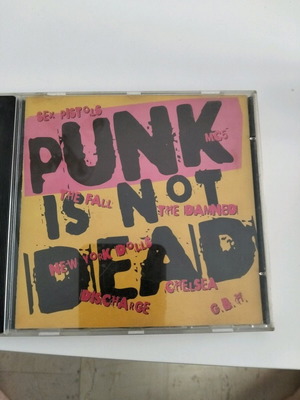 SEX PISTOLS
PUNK
MC5
IS NOT
THE FALL
THE DAMNED
DEAD
NEW YORK DOLLS
DISCHARGE
CHELSEA
G.B.H.